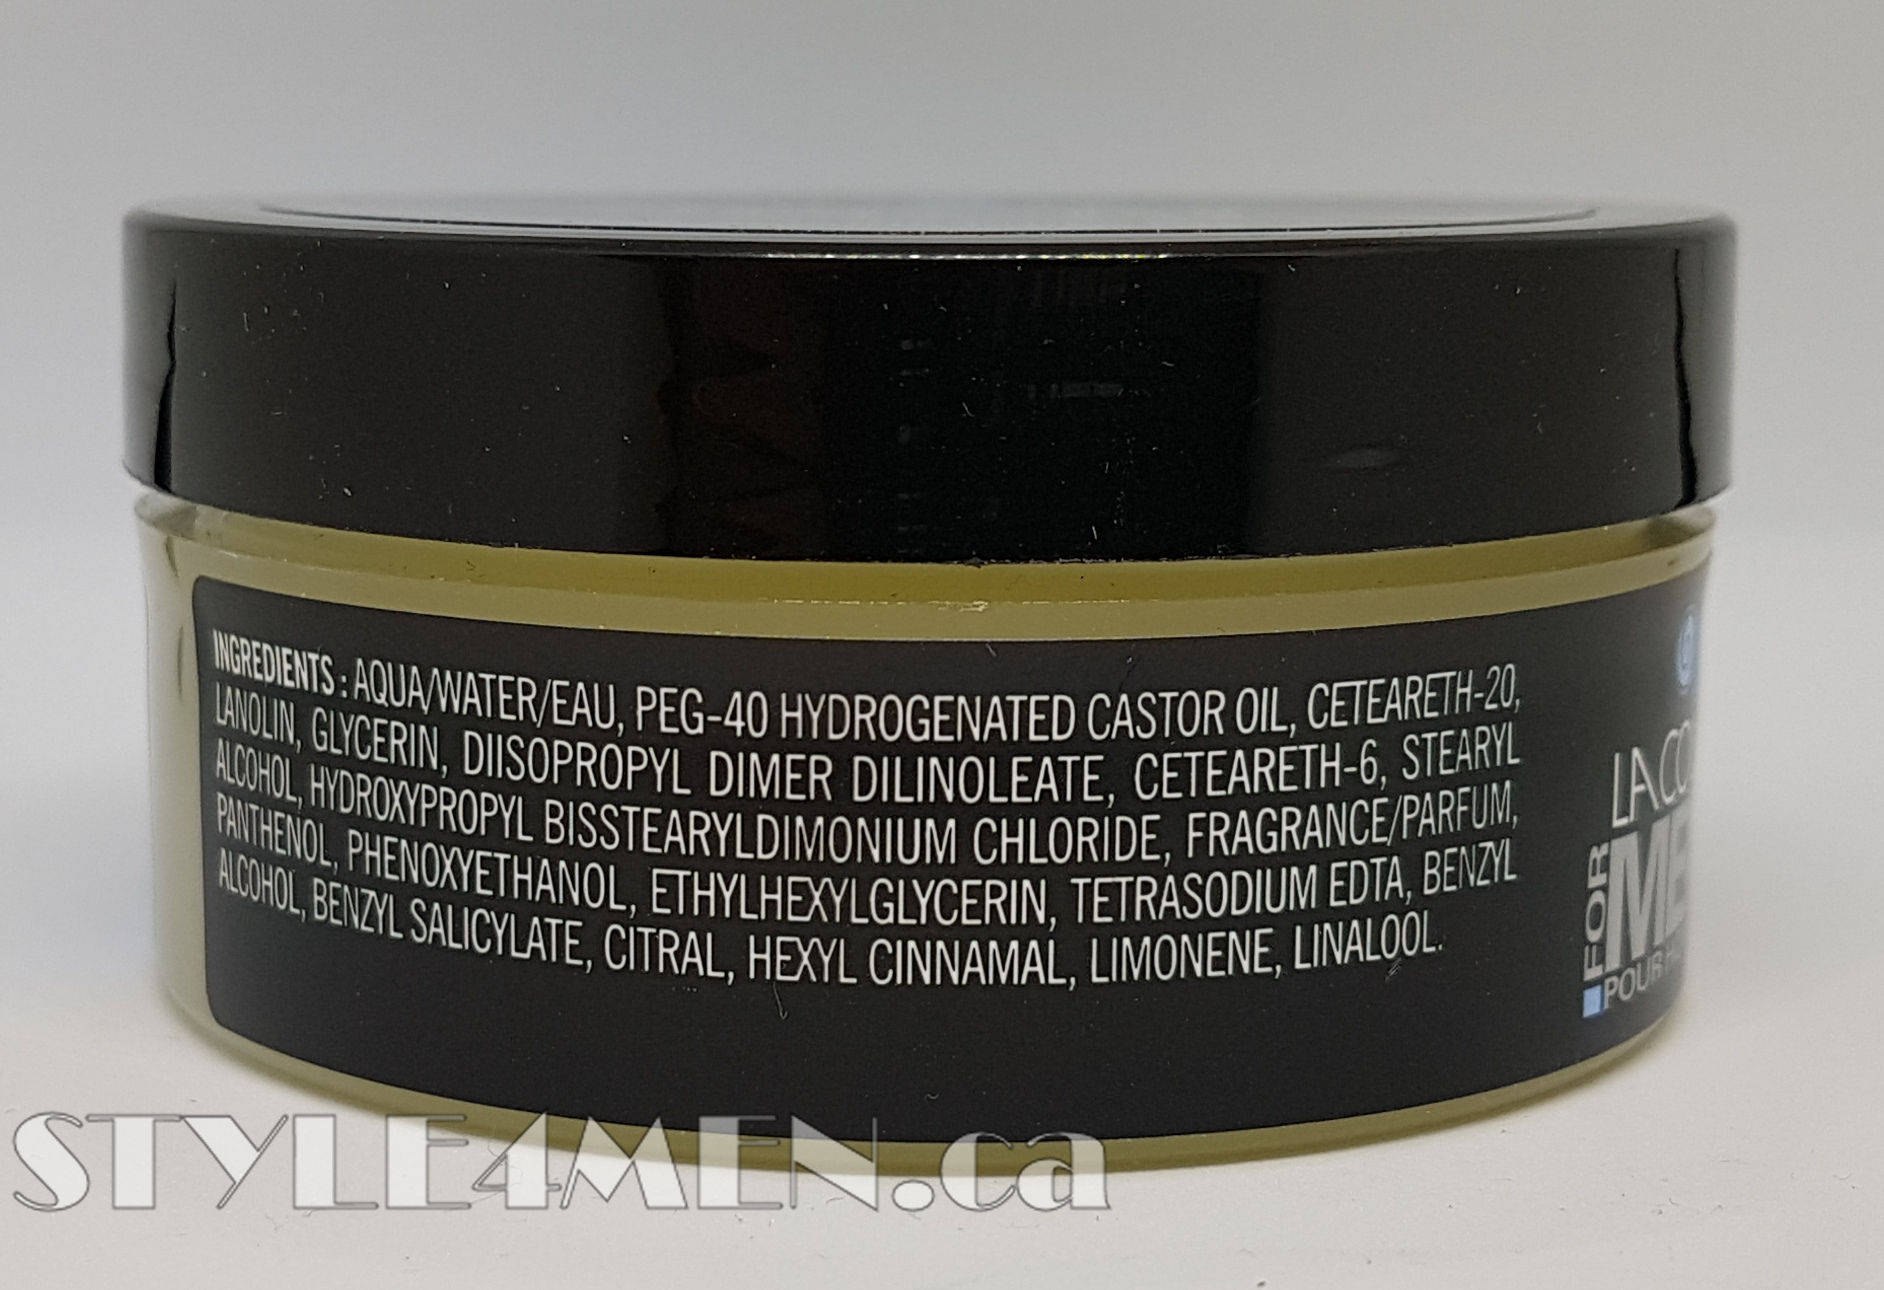 INGREDIENTS : AQUA/WATER/EAU, PEG-40 HYDROGENATED CASTOR OIL, CETEARETH-20,
LANOLIN, GLYCERIN, DIISOPROPYL DIMER DILINOLEATE, CETEARETH-6, STEARYL
ALCOHOL, HYDROXYPROPYL BISSTEARYLDIMONIUM CHLORIDE, FRAGRANCE/PARFUM,
PANTHENOL, PHENOXYETHANOL, ETHYLHEXYLGLYCERIN, TETRASODIUM EDTA, BENZYL
ALCOHOL, BENZYL SALICYLATE, CITRAL, HEXYL CINNAMAL, LIMONENE, LINALOOL.
FOR
POUR
STYLE4MEN.ca